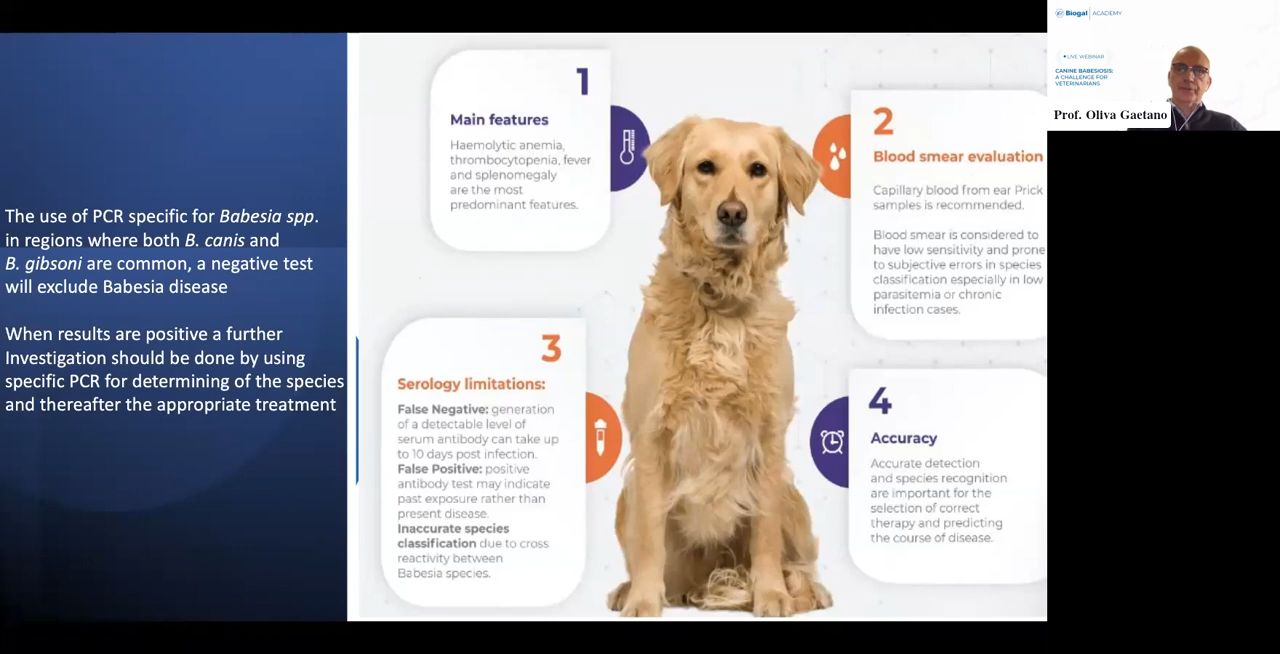 The use of PCR specific for Babesia spp.
in regions where both B. canis and
B. gibsoni are common, a negative test
will exclude Babesia disease
When results are positive a further
Investigation should be done by using
specific PCR for determining of the species
and thereafter the appropriate treatment
1
Main features
Haemolytic anemia,
thrombocytopenia, fever
and splenomegaly
are the most
predominant features.
2
Blood smear evaluation
Capillary blood from ear Prick
samples is recommended.
Blood smear is considered to
have low sensitivity and prone
to subjective errors in species
classification especially in low
parasitemia or chronic
infection cases.
3
Serology limitations:
False Negative: generation
of a detectable level of
serum antibody can take up
to 10 days post infection.
False Positive: positive
antibody test may indicate
past exposure rather than
present disease.
Inaccurate species
classification due to cross
reactivity between
Babesia species.
4
Accuracy
Accurate detection
and species recognition
are important for the
selection of correct
therapy and predicting
the course of disease.
Biogal ACADEMY
LIVE WEBINAR
CANINE BABESIOSIS:
A CHALLENGE FOR
VETERINARIANS
Prof. Oliva Gaetano